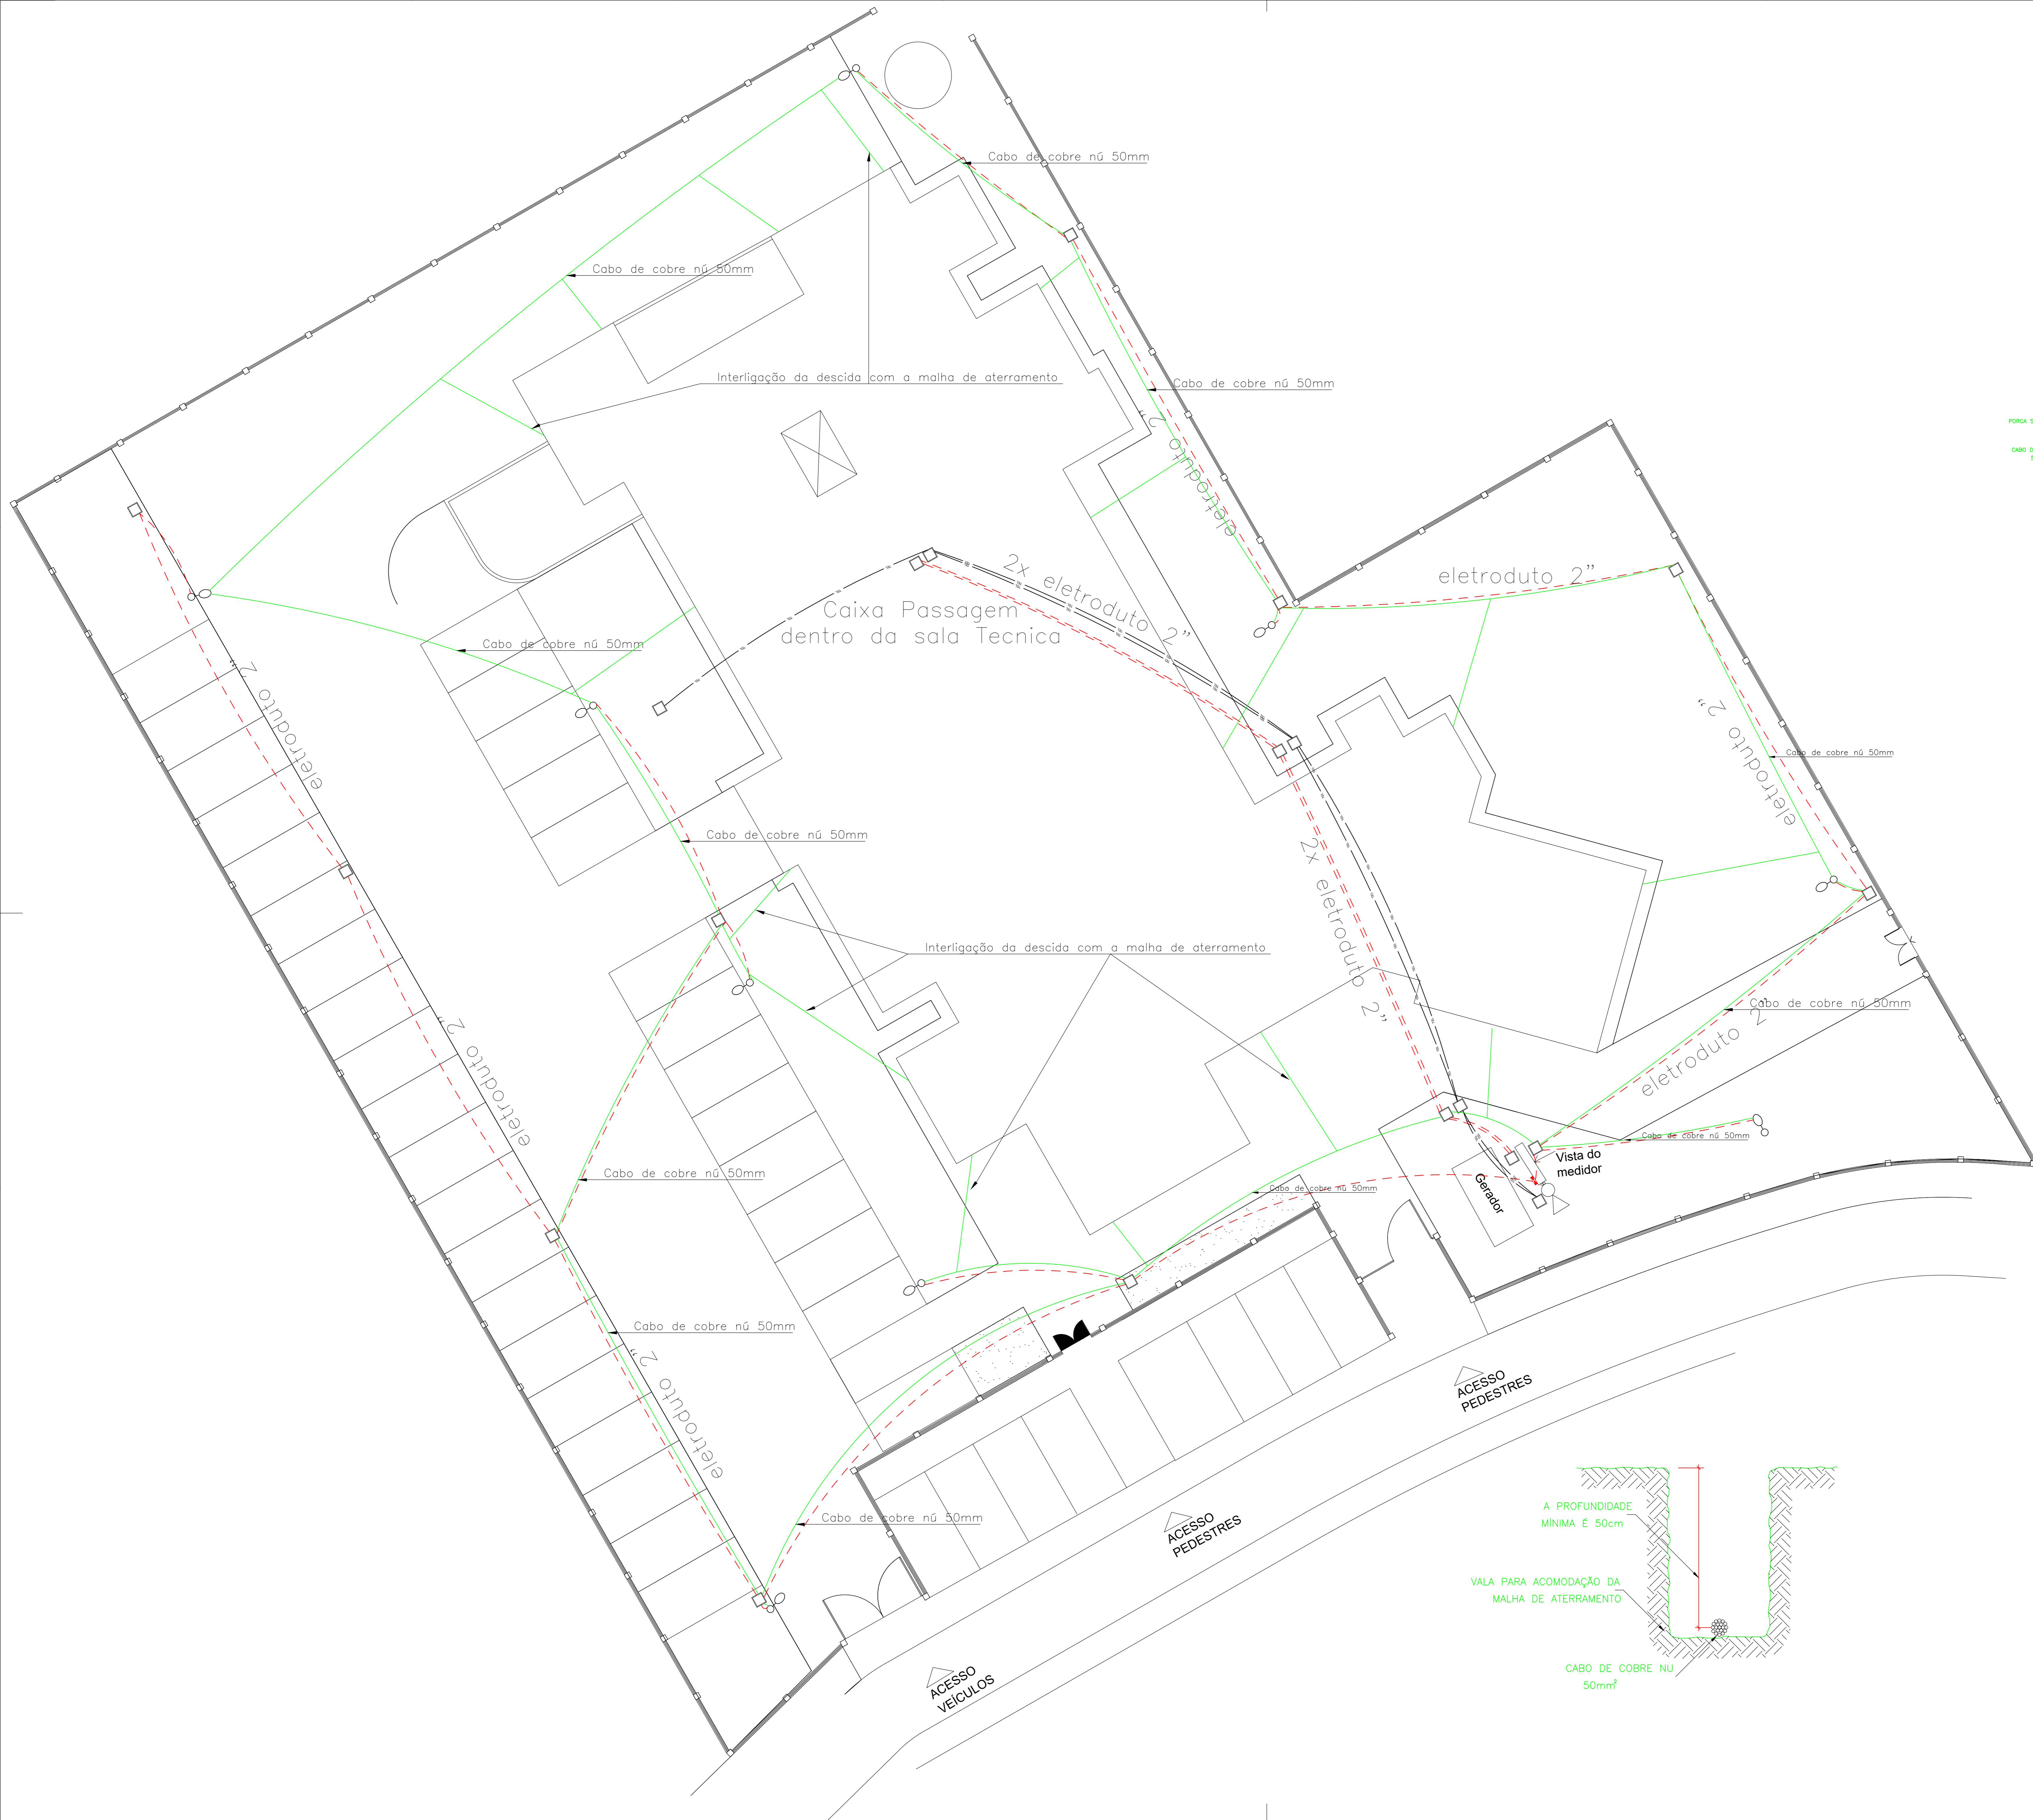 Cabo de cobre nú 50mm
Cabo de cobre nú 50mm
Interligação da descida com a malha de aterramento
Cabo de cobre nú 50mm
eletroduto 2"
PORCA S
CABO D
2x eletroduto 2"
eletroduto 2"
Caixa Passagem
dentro da sala Tecnica
Cabo de cobre nú 50mm
eletroduto 2"
eletroduto 2"
Cabo de cobre nú 50mm
Cabo de cobre nú 50mm
2x eletroduto 2"
Interligação da descida com a malha de aterramento
Cabo de cobre nú 50mm
eletroduto 2"
eletroduto 2"
Cabo de cobre nú 50mm
Vista do
medidor
Gerador
Cabo de cobre nú 50mm
Cabo de cobre nú 50mm
Cabo de cobre nú 50mm
eletroduto 2"
ACESSO
PEDESTRES
Cabo de cobre nú 50mm
ACESSO
PEDESTRES
A PROFUNDIDADE
MÍNIMA É 50cm
VALA PARA ACOMODAÇÃO DA
MALHA DE ATERRAMENTO
CABO DE COBRE NU
50mm²
ACESSO
VEÍCULOS